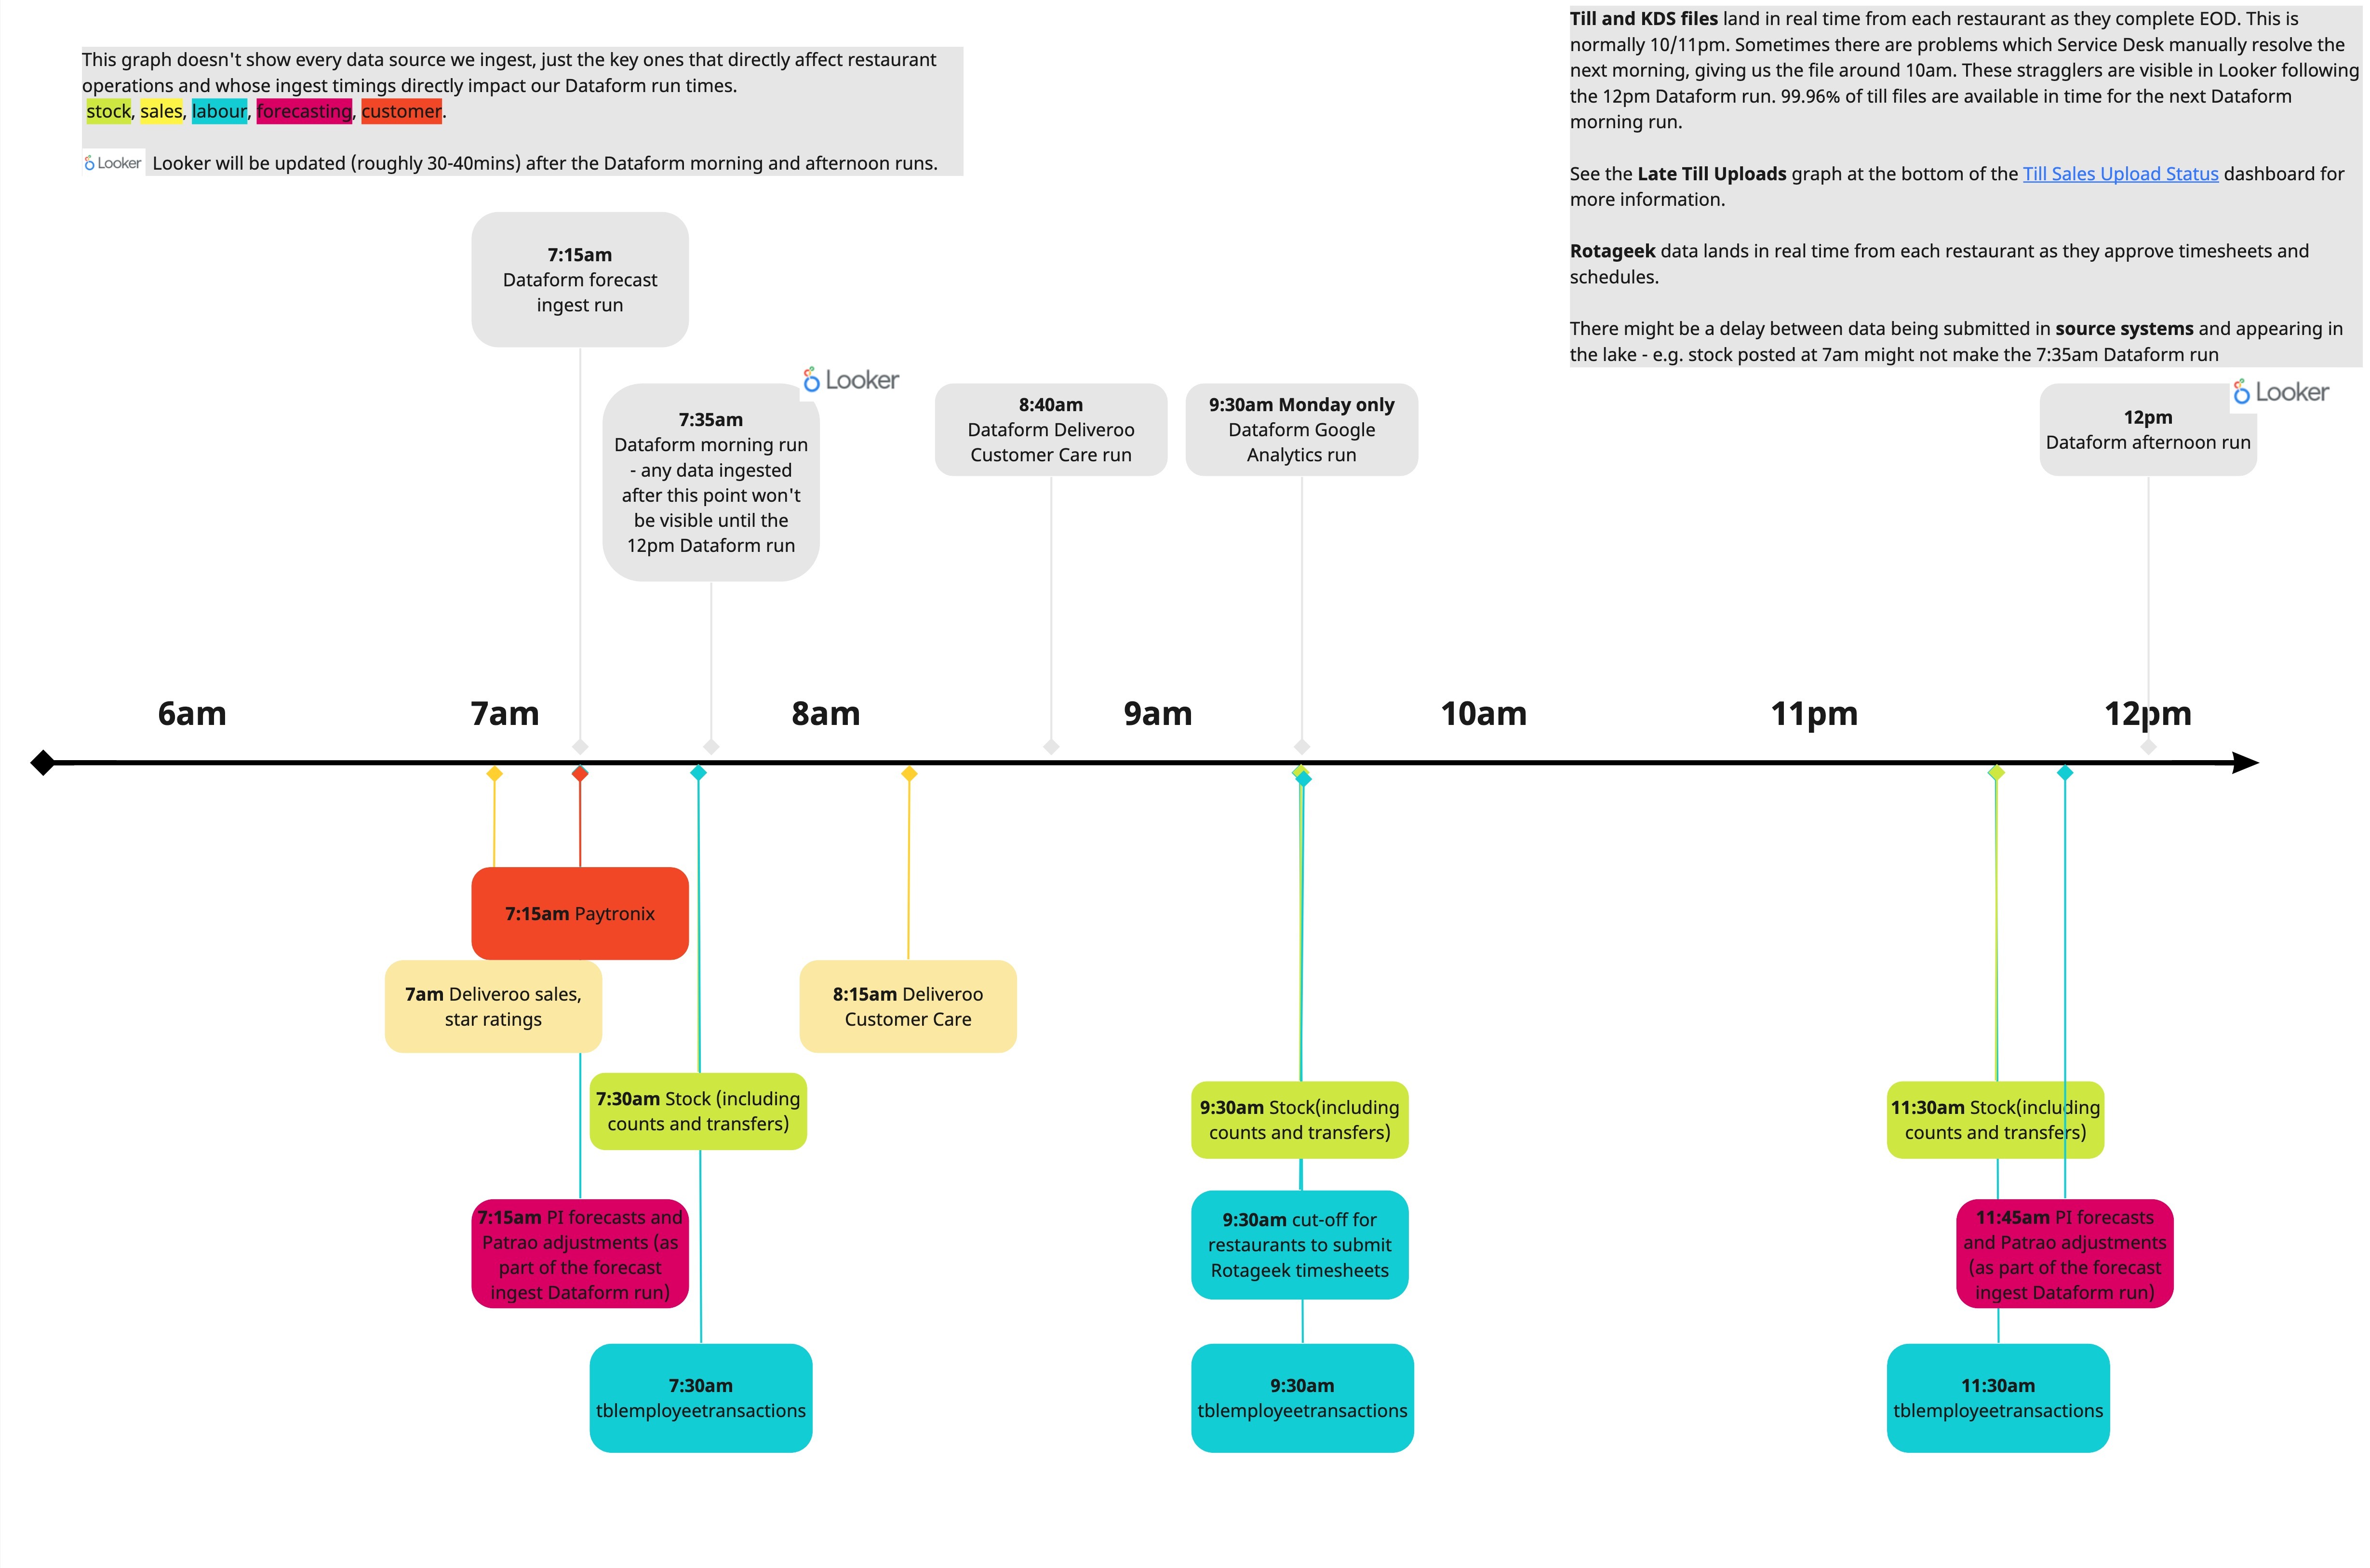 This graph doesn't show every data source we ingest, just the key ones that directly affect restaurant
operations and whose ingest timings directly impact our Dataform run times.
stock, sales, labour, forecasting, customer.
Looker Looker will be updated (roughly 30-40mins) after the Dataform morning and afternoon runs.
Till and KDS files land in real time from each restaurant as they complete EOD. This is
normally 10/11pm. Sometimes there are problems which Service Desk manually resolve the
next morning, giving us the file around 10am. These stragglers are visible in Looker following
the 12pm Dataform run. 99.96% of till files are available in time for the next Dataform
morning run.
See the Late Till Uploads graph at the bottom of the Till Sales Upload Status dashboard for
more information.
Rotageek data lands in real time from each restaurant as they approve timesheets and
schedules.
There might be a delay between data being submitted in source systems and appearing in
the lake - e.g. stock posted at 7am might not make the 7:35am Dataform run
7:15am
Dataform forecast
ingest run
Looker
7:35am
Dataform morning run
- any data ingested
after this point won't
be visible until the
12pm Dataform run
8:40am
Dataform Deliveroo
Customer Care run
9:30am Monday only
Dataform Google
Analytics run
Looker
12pm
Dataform afternoon run
6am
7am
8am
9am
10am
11pm
12pm
7:15am Paytronix
7am Deliveroo sales,
star ratings
8:15am Deliveroo
Customer Care
7:30am Stock (including
counts and transfers)
9:30am Stock(including
counts and transfers)
11:30am Stock(including
counts and transfers)
7:15am PI forecasts and
Patrao adjustments (as
part of the forecast
ingest Dataform run)
9:30am cut-off for
restaurants to submit
Rotageek timesheets
11:45am PI forecasts
and Patrao adjustments
(as part of the forecast
ingest Dataform run)
7:30am
tblemployeetransactions
9:30am
tblemployeetransactions
11:30am
tblemployeetransactions